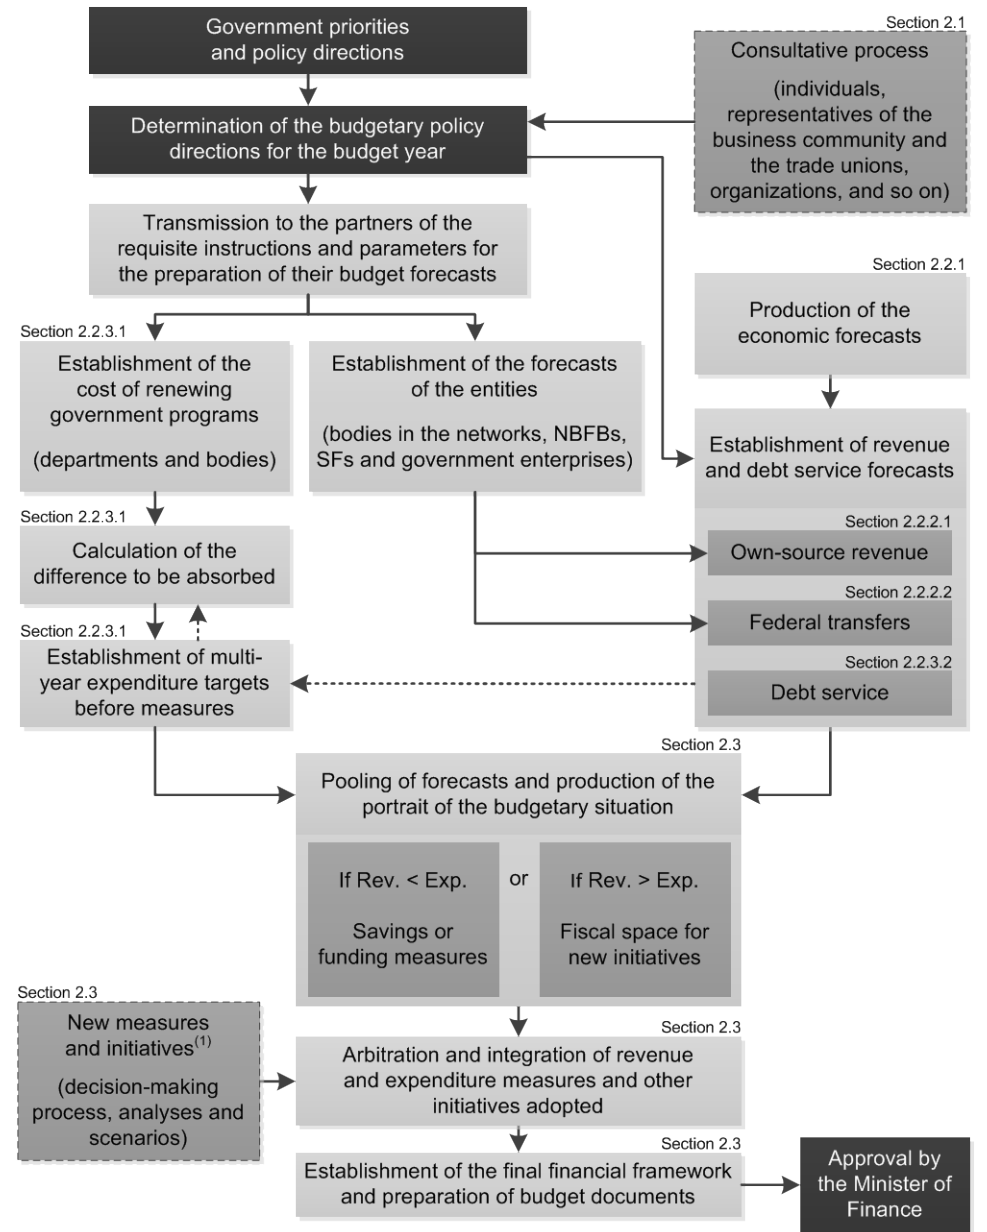 Government priorities
and policy directions
Section 2.1
Consultative process
(individuals,
representatives of the
business community and
the trade unions,
organizations, and so on)
Determination of the budgetary policy
directions for the budget year
Transmission to the partners of the
requisite instructions and parameters for
the preparation of their budget forecasts
Section 2.2.1
Production of the
economic forecasts
Section 2.2.3.1
Establishment of the
cost of renewing
government programs
(departments and bodies)
Establishment of the forecasts
of the entities
(bodies in the networks, NBFBs,
SFs and government enterprises)
Establishment of revenue
and debt service forecasts
Section 2.2.2.1
Own-source revenue
Section 2.2.2.2
Federal transfers
Section 2.2.3.2
Debt service
Section 2.2.3.1
Calculation of the
difference to be absorbed
Section 2.2.3.1
Establishment of multi-
year expenditure targets
before measures
Section 2.3
Pooling of forecasts and production of the
portrait of the budgetary situation
If Rev. < Exp.
Savings or
funding measures
or
If Rev. > Exp.
Fiscal space for
new initiatives
Section 2.3
New measures
and initiatives(1)
(decision-making
process, analyses and
scenarios)
Section 2.3
Arbitration and integration of revenue
and expenditure measures and other
initiatives adopted
Section 2.3
Establishment of the final financial framework
and preparation of budget documents
Approval by
the Minister of
Finance